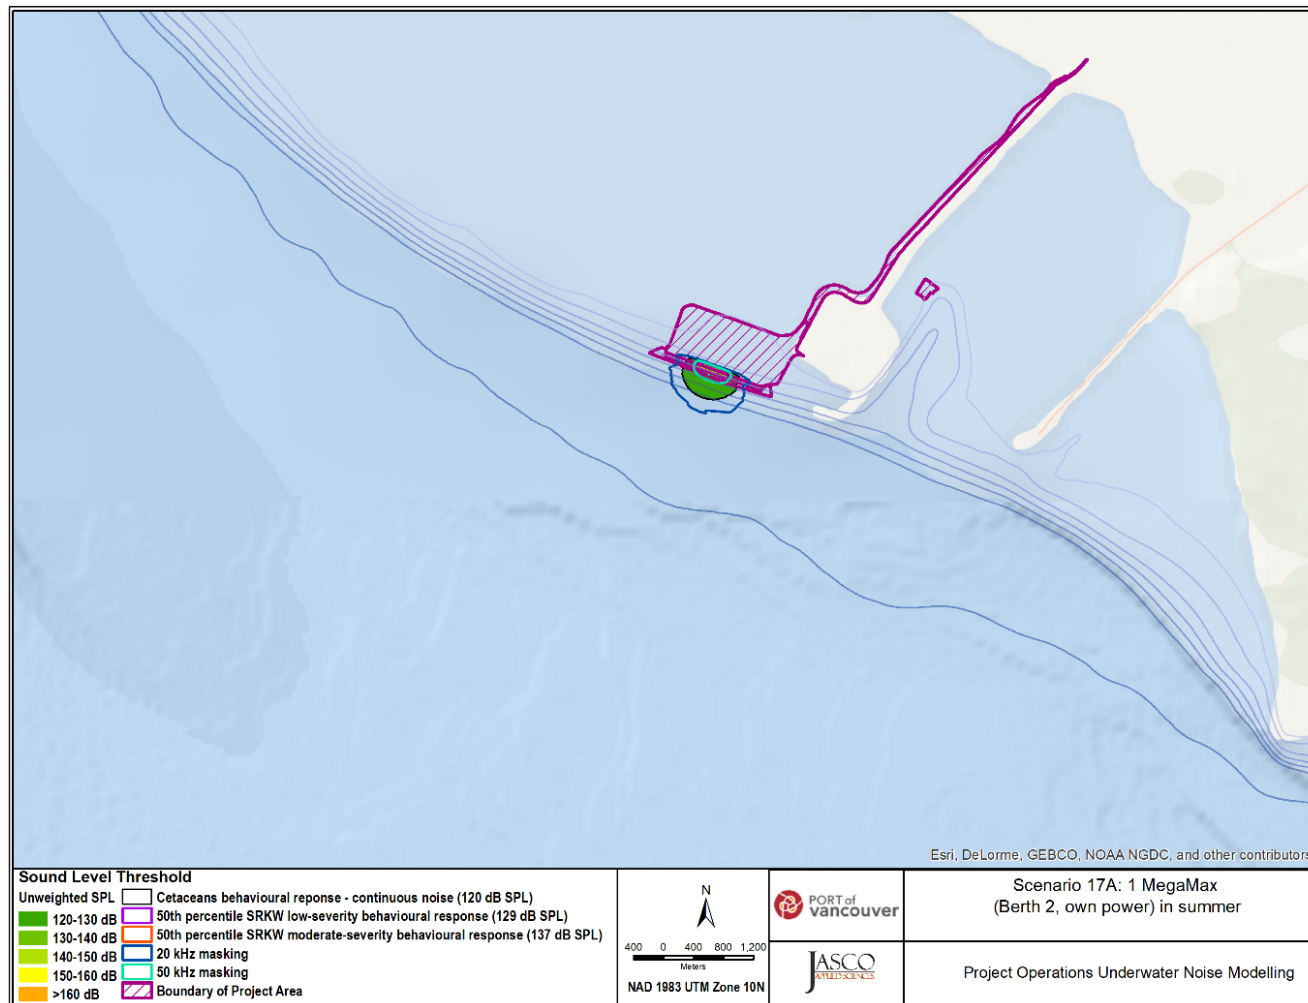 Esri, DeLorme, GEBCO, NOAA NGDC, and other contributors
Sound Level Threshold
Unweighted SPL
120-130 dB
130-140 dB
140-150 dB
150-160 dB
>160 dB
Cetaceans behavioural reponse - continuous noise (120 dB SPL)
50th percentile SRKW low-severity behavioural response (129 dB SPL)
50th percentile SRKW moderate-severity behavioural response (137 dB SPL)
20 kHz masking
50 kHz masking
Boundary of Project Area
N
400 0 400 800 1,200
Meters
NAD 1983 UTM Zone 10N
PORT of
vancouver
JASCO
APPLIED SCIENCES
Scenario 17A: 1 MegaMax
(Berth 2, own power) in summer
Project Operations Underwater Noise Modelling